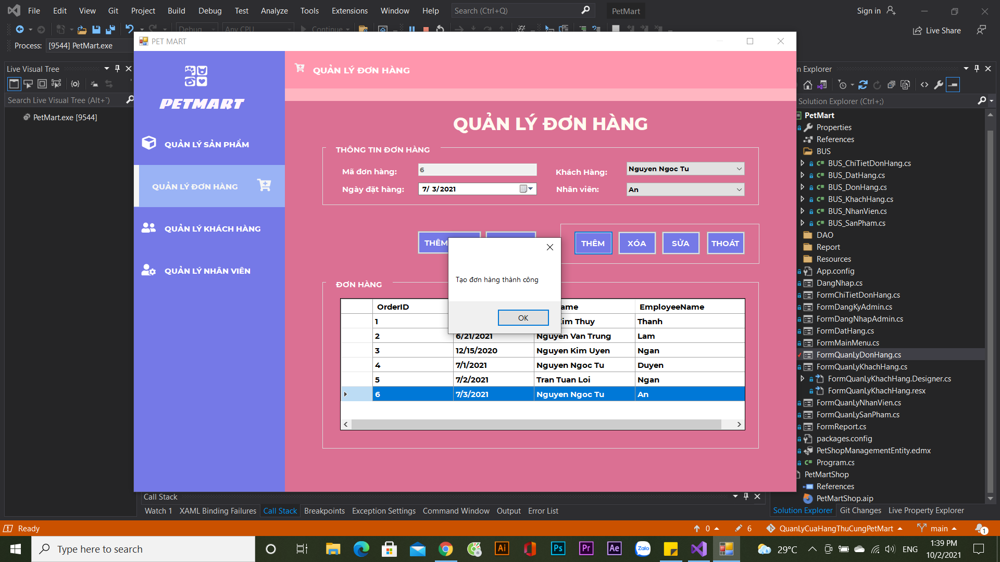 File Edit View Git Project Build Debug Test Analyze Tools Extensions Window Help Search (Ctrl+Q) PetMart Sign in
Debug Any CPU Continue Live Share
Process: [9544] PetMart.exe
PET MART
Live Visual Tree
Search Live Visual Tree (Alt+`)
PetMart.exe [9544]
PETMART
QUẢN LÝ SẢN PHẨM
QUẢN LÝ ĐƠN HÀNG
QUẢN LÝ KHÁCH HÀNG
QUẢN LÝ NHÂN VIÊN
QUẢN LÝ ĐƠN HÀNG
QUẢN LÝ ĐƠN HÀNG
THÔNG TIN ĐƠN HÀNG
Mã đơn hàng: 6 Khách Hàng: Nguyen Ngoc Tu
Ngày đặt hàng: 7/ 3/2021 Nhân viên: An
THÊM THÊM XÓA SỬA THOÁT
Tạo đơn hàng thành công
OK
ĐƠN HÀNG
OrderID ame EmployeeName
1 im Thuy Thanh
2 6/21/2021 Nguyen Van Trung Lam
3 12/15/2020 Nguyen Kim Uyen Ngan
4 7/1/2021 Nguyen Ngoc Tu Duyen
5 7/2/2021 Tran Tuan Loi Ngan
6 7/3/2021 Nguyen Ngoc Tu An
n Explorer
Solution Explorer (Ctrl+;)
PetMart
Properties
References
BUS
BUS_ChiTietDonHang.cs
BUS_DatHang.cs
BUS_DonHang.cs
BUS_KhachHang.cs
BUS_NhanVien.cs
BUS_SanPham.cs
DAO
Report
Resources
App.config
DangNhap.cs
FormChiTietDonHang.cs
FormDangKyAdmin.cs
FormDangNhapAdmin.cs
FormDatHang.cs
FormMainMenu.cs
FormQuanLyDonHang.cs
FormQuanLyKhachHang.cs
FormQuanLyKhachHang.Designer.cs
FormQuanLyKhachHang.resx
FormQuanLyNhanVien.cs
FormQuanLySanPham.cs
FormReport.cs
packages.config
PetShopManagementEntity.edmx
Program.cs
PetMartShop
References
PetMartShop.aip
Solution Explorer Git Changes Live Property Explorer
Call Stack
Watch 1 XAML Binding Failures Call Stack Breakpoints Exception Settings Command Window Output Error List
Ready 0 6 QuanLyCuaHangThuCungPetMart main 1
Type here to search Ai Ps Pr Ae Zalo 29°C ENG 1:39 PM
10/2/2021